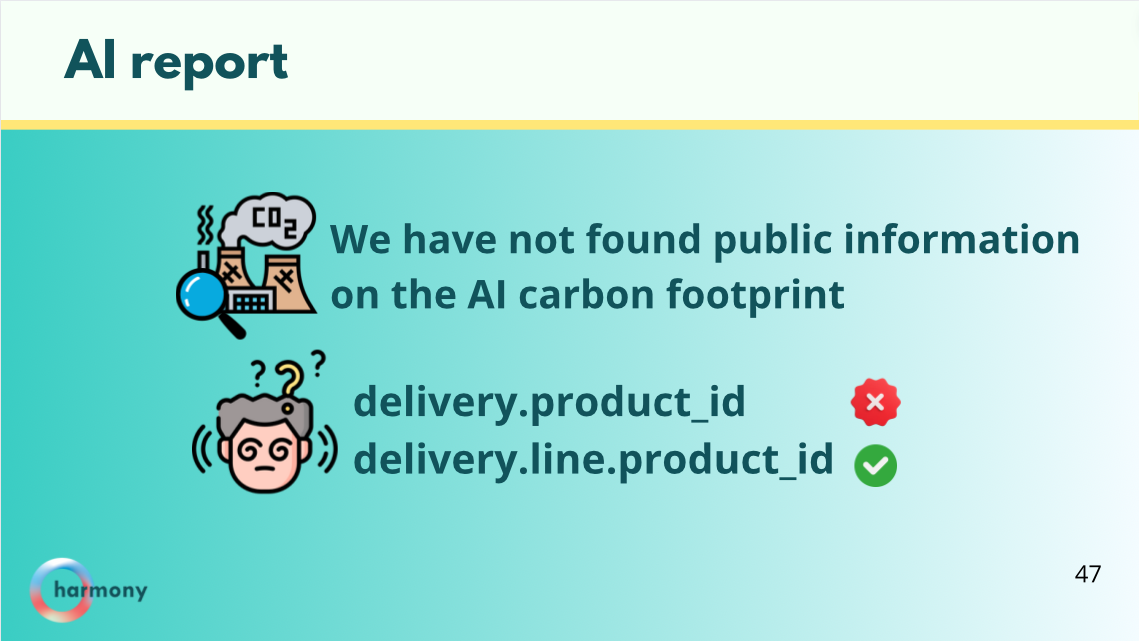 AI report
CO2
We have not found public information
on the AI carbon footprint
? ? ?
delivery.product_id
delivery.line.product_id
harmony
47